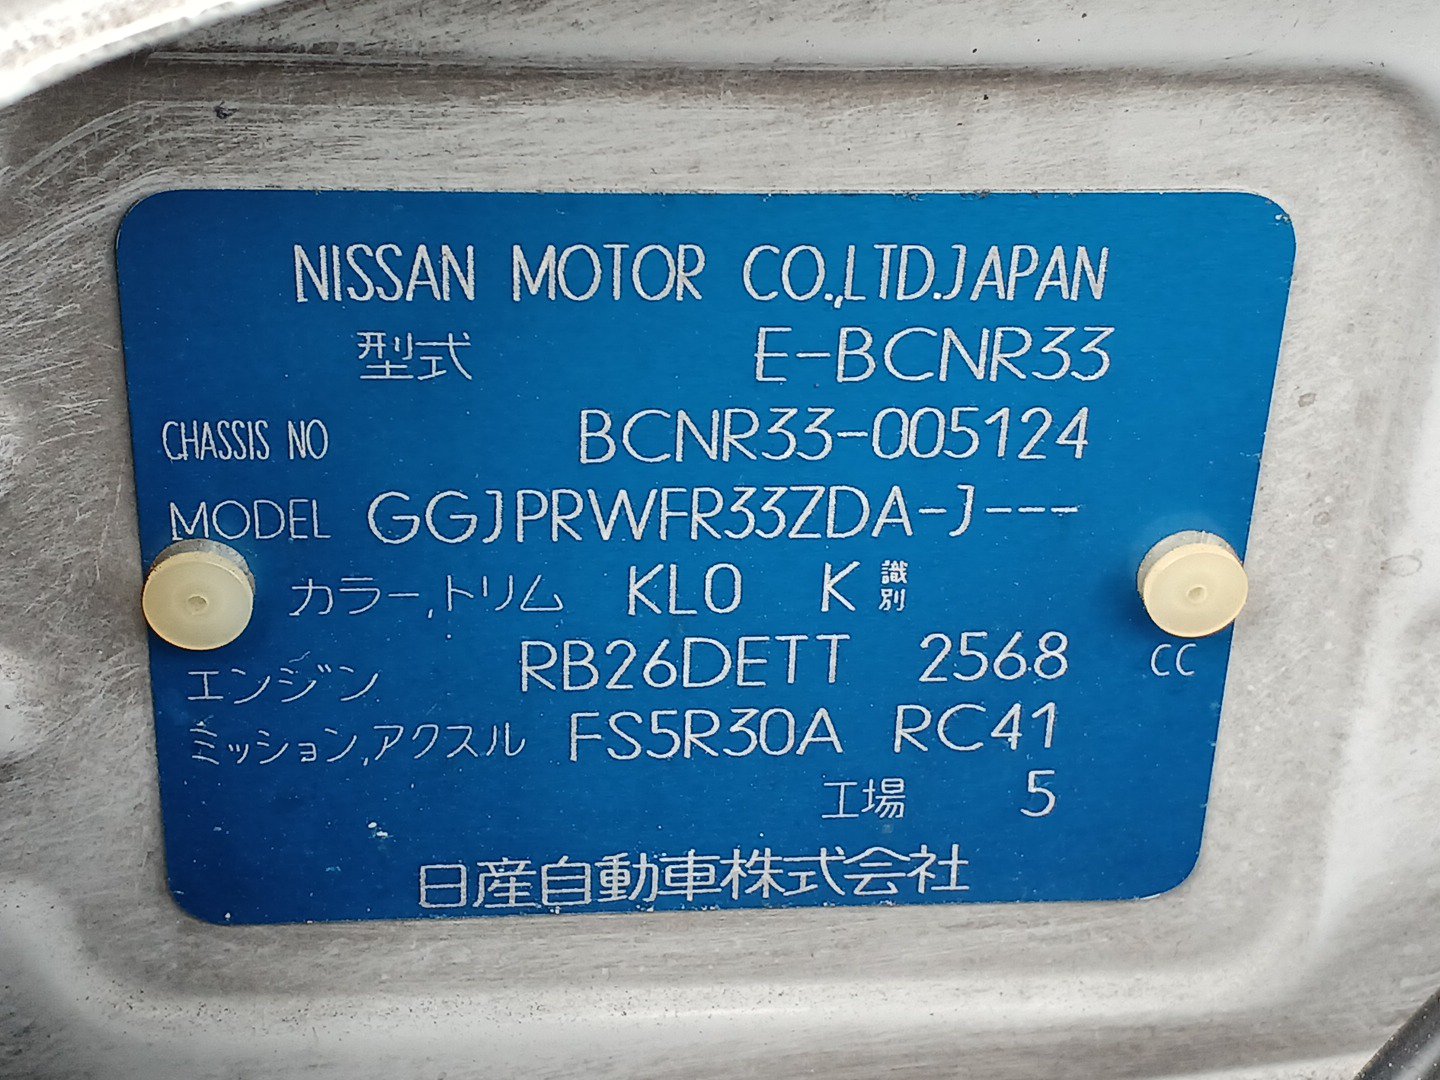 NISSAN MOTOR CO.,LTD.JAPAN
型式 E-BCNR33
CHASSIS NO BCNR33-005124
MODEL GGJPRWFR33ZDA-J---
カラー,トリム KL0 K 識別
エンジン RB26DETT 2568 CC
ミッション,アクスル FS5R30A RC41
工場 5
日産自動車株式会社